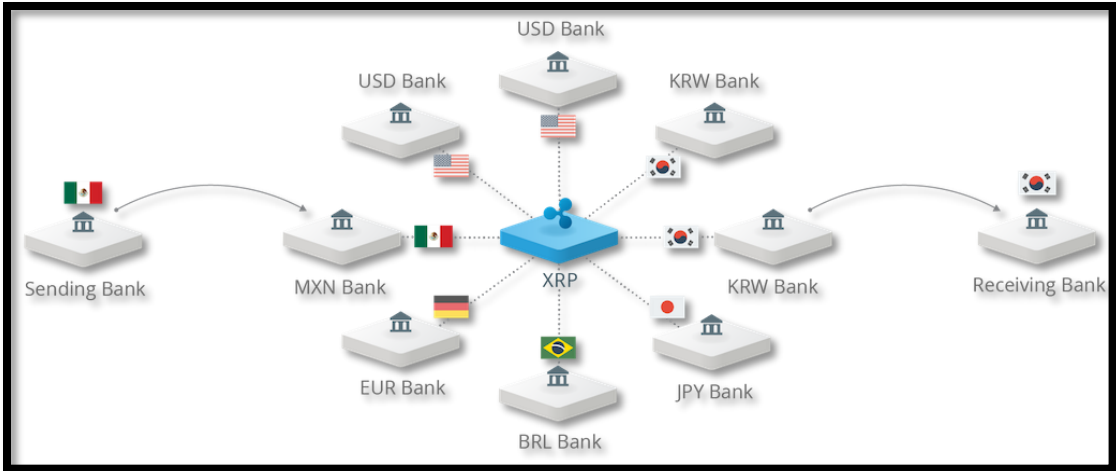 USD Bank
USD Bank
KRW Bank
Sending Bank
MXN Bank
XRP
KRW Bank
Receiving Bank
EUR Bank
JPY Bank
BRL Bank